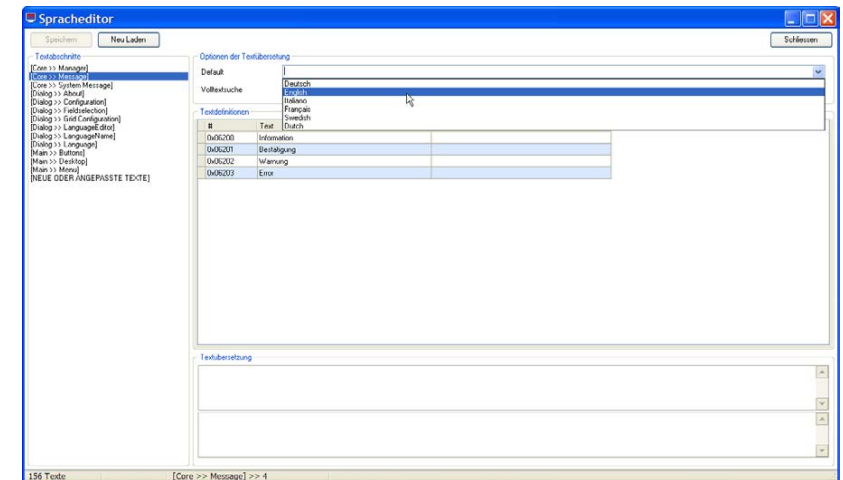 Spracheditor
Speichern
Neu Laden
Schliessen
Textabschnitte
[Core >> Manager]
[Core >> Message]
[Core >> System Message]
[Dialog >> About]
[Dialog >> Configuration]
[Dialog >> Fieldselection]
[Dialog >> Grid Configuration]
[Dialog >> LanguageEditor]
[Dialog >> LanguageName]
[Dialog >> Language]
[Main >> Buttons]
[Main >> Desktop]
[Main >> Menu]
[NEUE ODER ANGEPASSTE TEXTE]
Optionen der Textübersetung
Default
Volltextsuche
Deutsch
English
Italiano
Français
Swedish
Dutch
Textdefinitionen
# Text
0x06200 Information
0x06201 Bestätigung
0x06202 Warnung
0x06203 Error
Textübersetzung
156 Texte [Core >> Message] >> 4